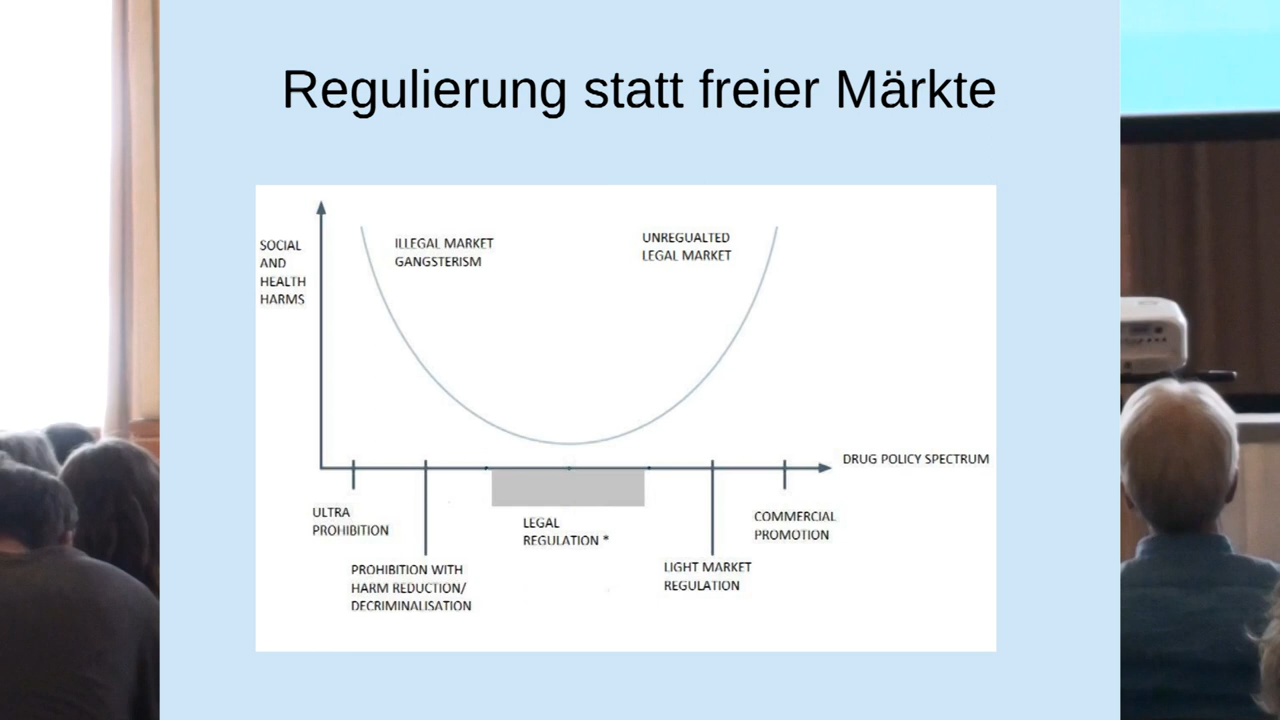 Regulierung statt freier Märkte
SOCIAL
AND
HEALTH
HARMS
ILLEGAL MARKET
GANGSTERISM
UNREGUALTED
LEGAL MARKET
DRUG POLICY SPECTRUM
ULTRA
PROHIBITION
PROHIBITION WITH
HARM REDUCTION/
DECRIMINALISATION
LEGAL
REGULATION *
LIGHT MARKET
REGULATION
COMMERCIAL
PROMOTION